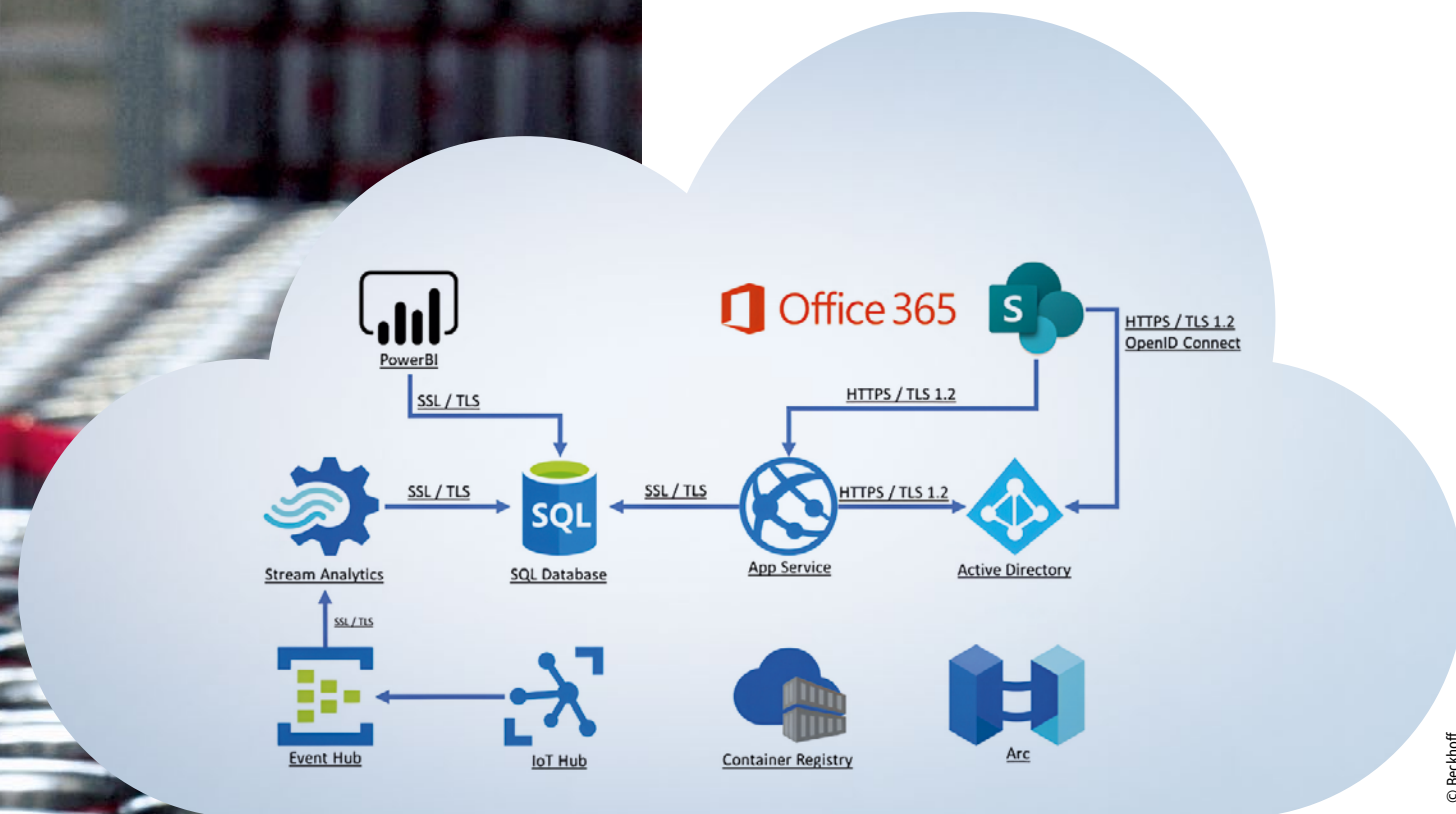 Office 365
S
HTTPS / TLS 1.2
OpenID Connect
PowerBI
SSL / TLS
HTTPS / TLS 1.2
SSL / TLS
SQL
SSL / TLS
HTTPS / TLS 1.2
Stream Analytics
SQL Database
App Service
Active Directory
SSL / TLS
Event Hub
IoT Hub
Container Registry
Arc
© Beckhoff